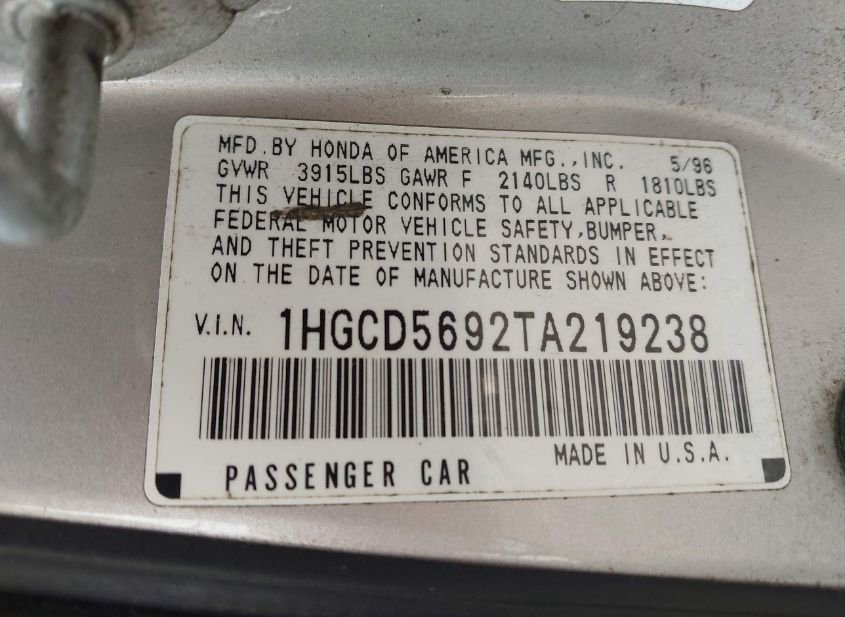 MFD.BY HONDA OF AMERICA MFG.,INC. 5/96
GVWR 3915LBS GAWR F 2140LBS R 1810LBS
THIS VEHICLE CONFORMS TO ALL APPLICABLE
FEDERAL MOTOR VEHICLE SAFETY,BUMPER,
AND THEFT PREVENTION STANDARDS IN EFFECT
ON THE DATE OF MANUFACTURE SHOWN ABOVE:
V.I.N. 1HGCD5692TA219238
MADE IN U.S.A.
PASSENGER CAR